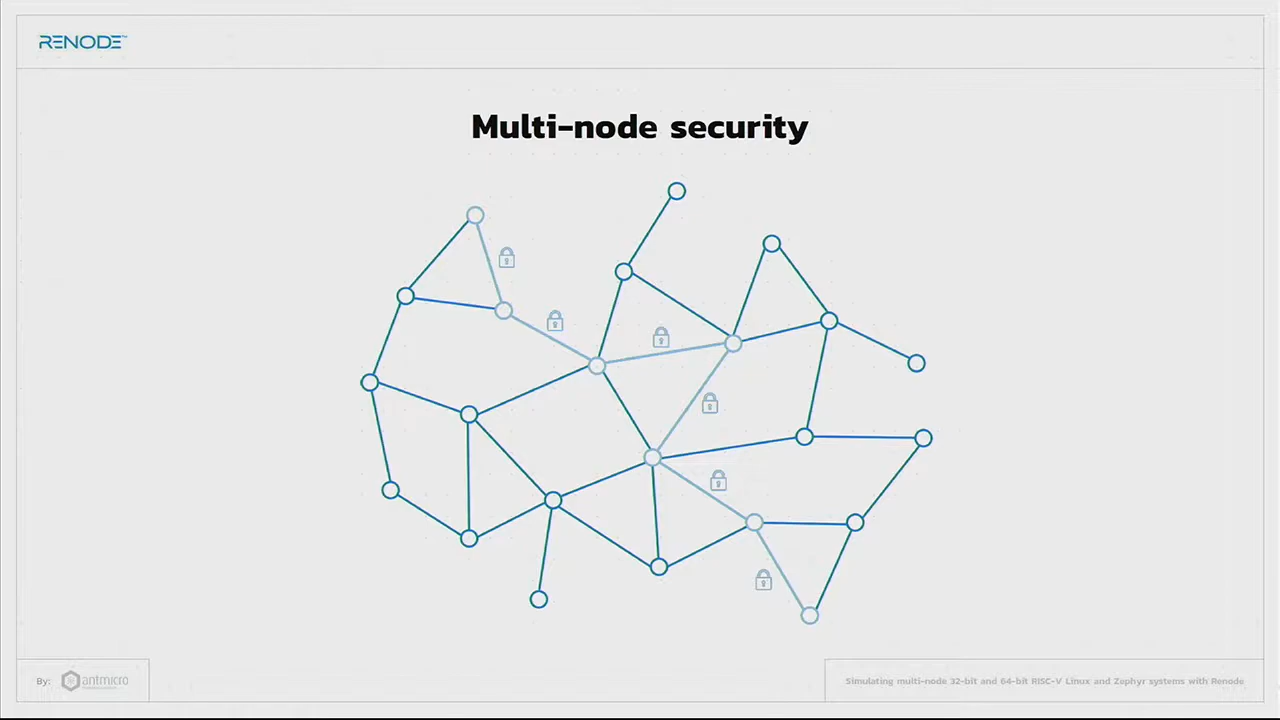 RENODE™
Multi-node security
By: antmicro
Simulating multi-node 32-bit and 64-bit RISC-V Linux and Zephyr systems with Renode